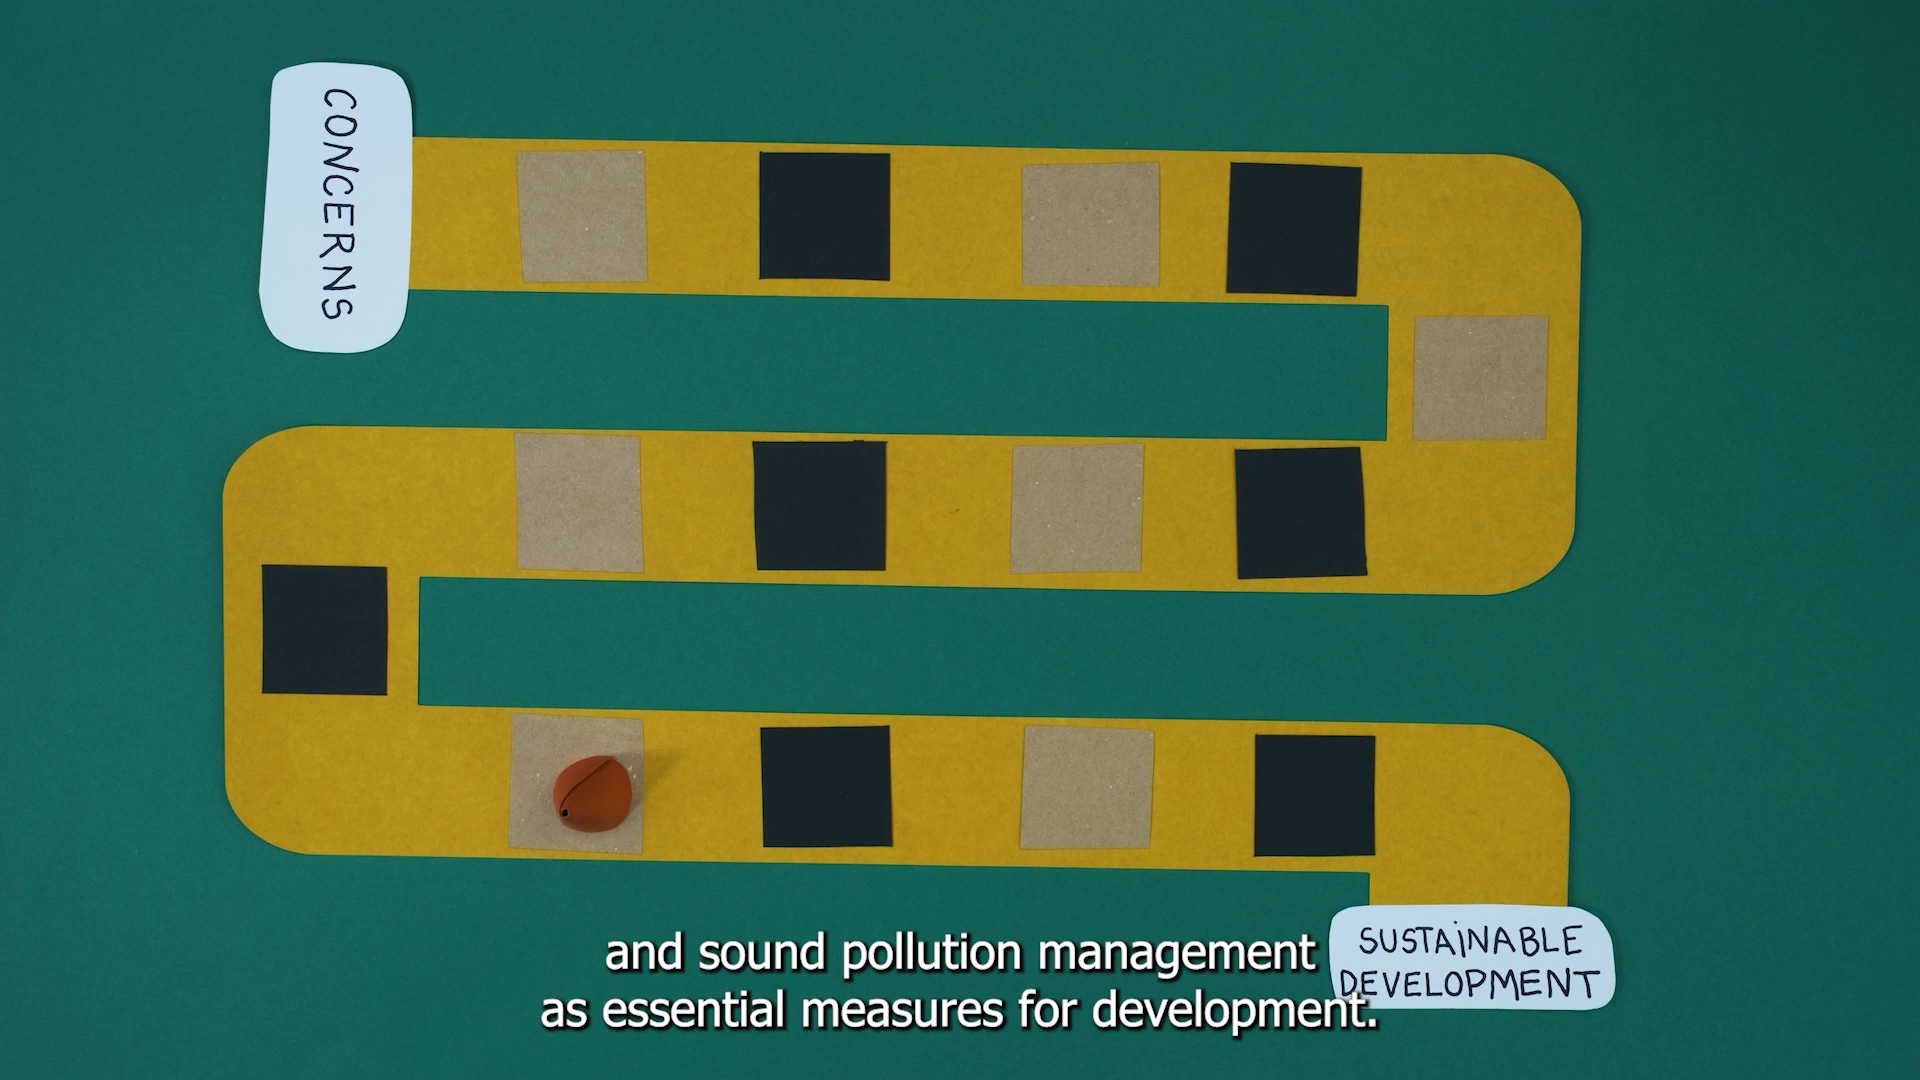 CONCERNS
SUSTAINABLE
DEVELOPMENT
and sound pollution management
as essential measures for development.